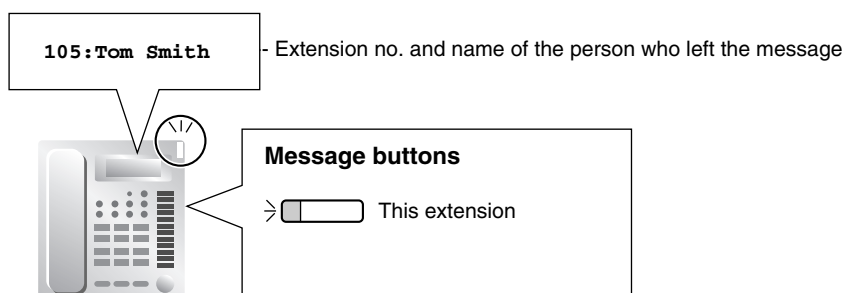 105:Tom Smith - Extension no. and name of the person who left the message
Message buttons
This extension